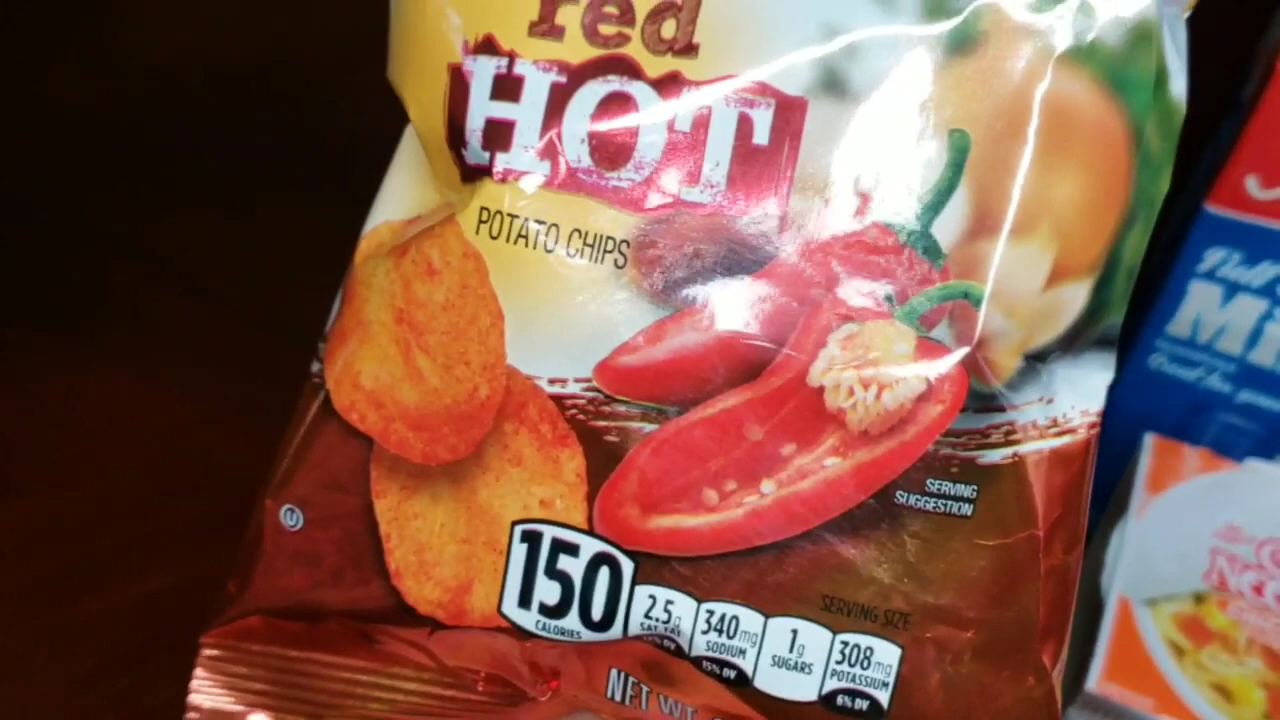 red
HOT
POTATO CHIPS
SERVING
SUGGESTION
SERVING SIZE
150
CALORIES
2.5g
SAT. FAT
340mg
SODIUM
15% DV
1g
SUGARS
308mg
POTASSIUM
6% DV
NET WT.
U